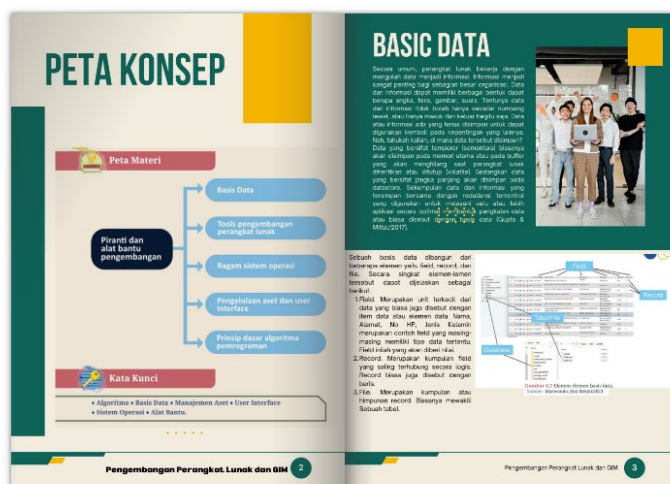 PETA KONSEP
Peta Materi
Piranti dan
alat bantu
pengembangan
Basis Data
Tools pengembangan
perangkat lunak
Ragam sistem operasi
Pengelolaan aset dan user
interface
Prinsip dasar algoritma
pemrograman
Kata Kunci
• Algoritma • Basis Data • Manajemen Aset • User Interface
• Sistem Operasi • Alat Bantu.
Pengembangan Perangkat Lunak dan GIM 2
BASIC DATA
Secara umum, perangkat lunak bekerja dengan
mengolah data menjadi informasi. Informasi menjadi
sangat penting bagi sebagian besar organisasi. Data
dan informasi dapat memiliki berbagai bentuk dapat
berupa angka, teks, gambar, suara. Tentunya data
dan informasi tidak boleh hanya sekadar numpang
lewat, atau hanya masuk dan keluar begitu saja. Data
atau informasi ada yang harus disimpan untuk dapat
digunakan kembali pada kepentingan yang lainnya.
Nah, tahukah kalian, di mana data tersebut disimpan?
Data yang bersifat temporer (sementara) biasanya
akan disimpan pada memori utama atau pada buffer
yang akan menghilang saat perangkat lunak
dihentikan atau ditutup (volatile). Sedangkan data
yang bersifat jangka panjang akan disimpan pada
datastore. Sekumpulan data dan informasi yang
tersimpan bersama dengan redudansi terkontrol
yang digunakan untuk melayani satu atau lebih
aplikasi secara optimal membentuk pangkalan data
atau biasa disebut dengan basis data (Gupta &
Mittal,2017).
Sebuah basis data dibangun dari
beberapa elemen yaitu field, record, dan
file. Secara singkat elemen-lemen
tersebut dapat dijelaskan sebagai
berikut.
1.Field. Merupakan unit terkecil dari
data yang biasa juga disebut dengan
item data atau elemen data. Nama,
Alamat, No HP, Jenis Kelamin
merupakan contoh field yang masing-
masing memiliki tipe data tertentu.
Field inilah yang akan diberi nilai.
2.Record. Merupakan kumpulan field
yang saling terhubung secara logis.
Record biasa juga disebut dengan
baris.
3.File. Merupakan kumpulan atau
himpunan record. Biasanya mewakili
Sebuah tabel.
Field
Record
Tabel/File
Database
Gambar 6.2 Elemen-elemen basis data.
Pengembangan Perangkat Lunak dan GIM 3